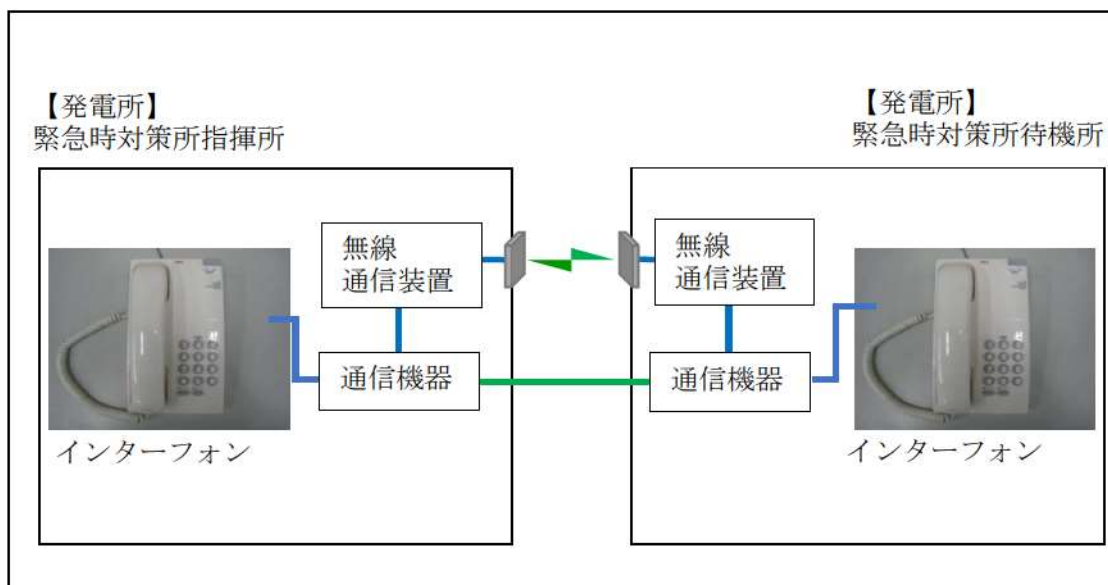 【発電所】
緊急時対策所指揮所
無線
通信装置
通信機器
インターフォン
【発電所】
緊急時対策所待機所
無線
通信装置
通信機器
インターフォン